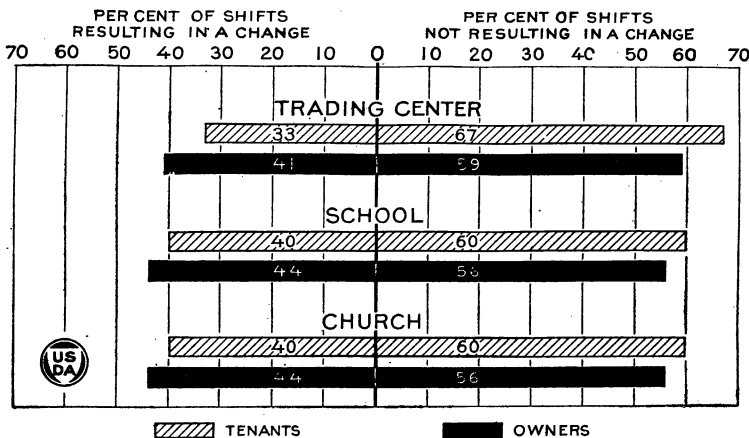 PER CENT OF SHIFTS
RESULTING IN A CHANGE
PER CENT OF SHIFTS
NOT RESULTING IN A CHANGE
70 60 50 40 30 20 10 0 10 20 30 40 50 60 70
TRADING CENTER
33 67
41 59
SCHOOL
40 60
44 56
CHURCH
40 60
44 56
US
DA
TENANTS OWNERS